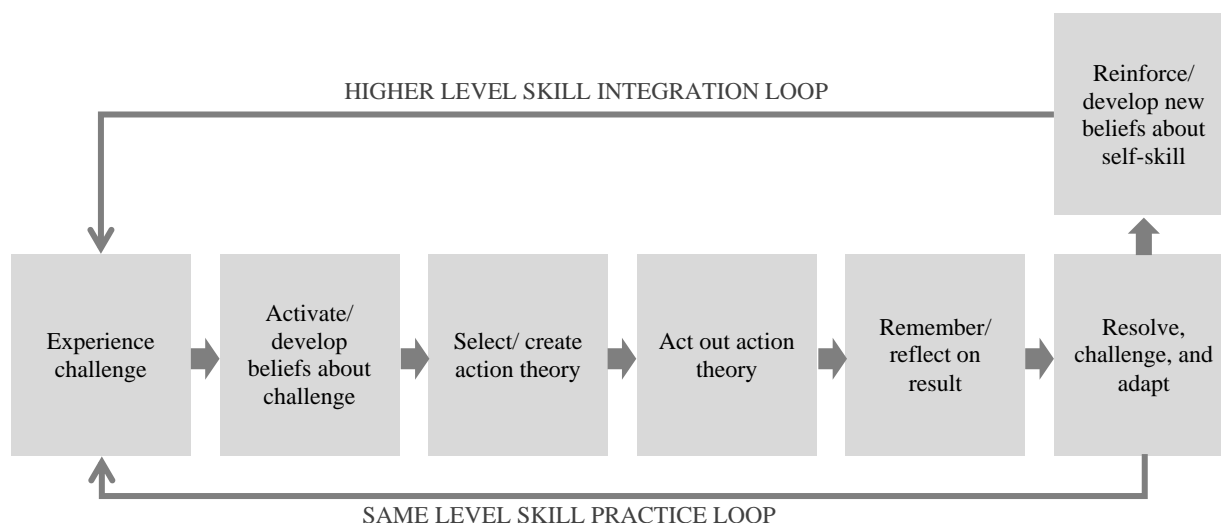 Reinforce/
develop new
beliefs about
self-skill
HIGHER LEVEL SKILL INTEGRATION LOOP
Experience
challenge
Activate/
develop
beliefs about
challenge
Select/ create
action theory
Act out action
theory
Remember/
reflect on
result
Resolve,
challenge, and
adapt
SAME LEVEL SKILL PRACTICE LOOP